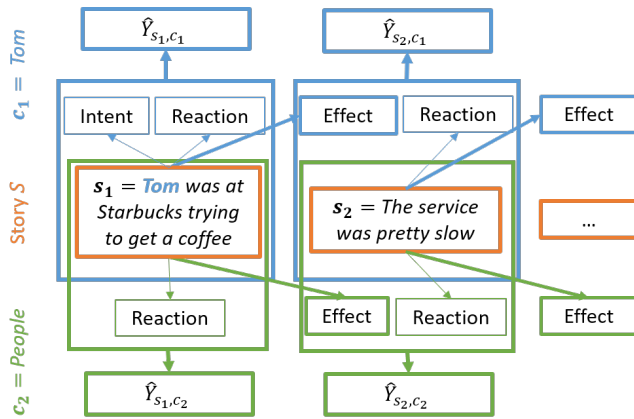 Ŷs₁,c₁
Ŷs₂,c₁
c₁ = Tom
Intent
Reaction
Effect
Reaction
Effect
Story S
s₁ = Tom was at
Starbucks trying
to get a coffee
s₂ = The service
was pretty slow
...
c₂ = People
Reaction
Effect
Reaction
Effect
Ŷs₁,c₂
Ŷs₂,c₂